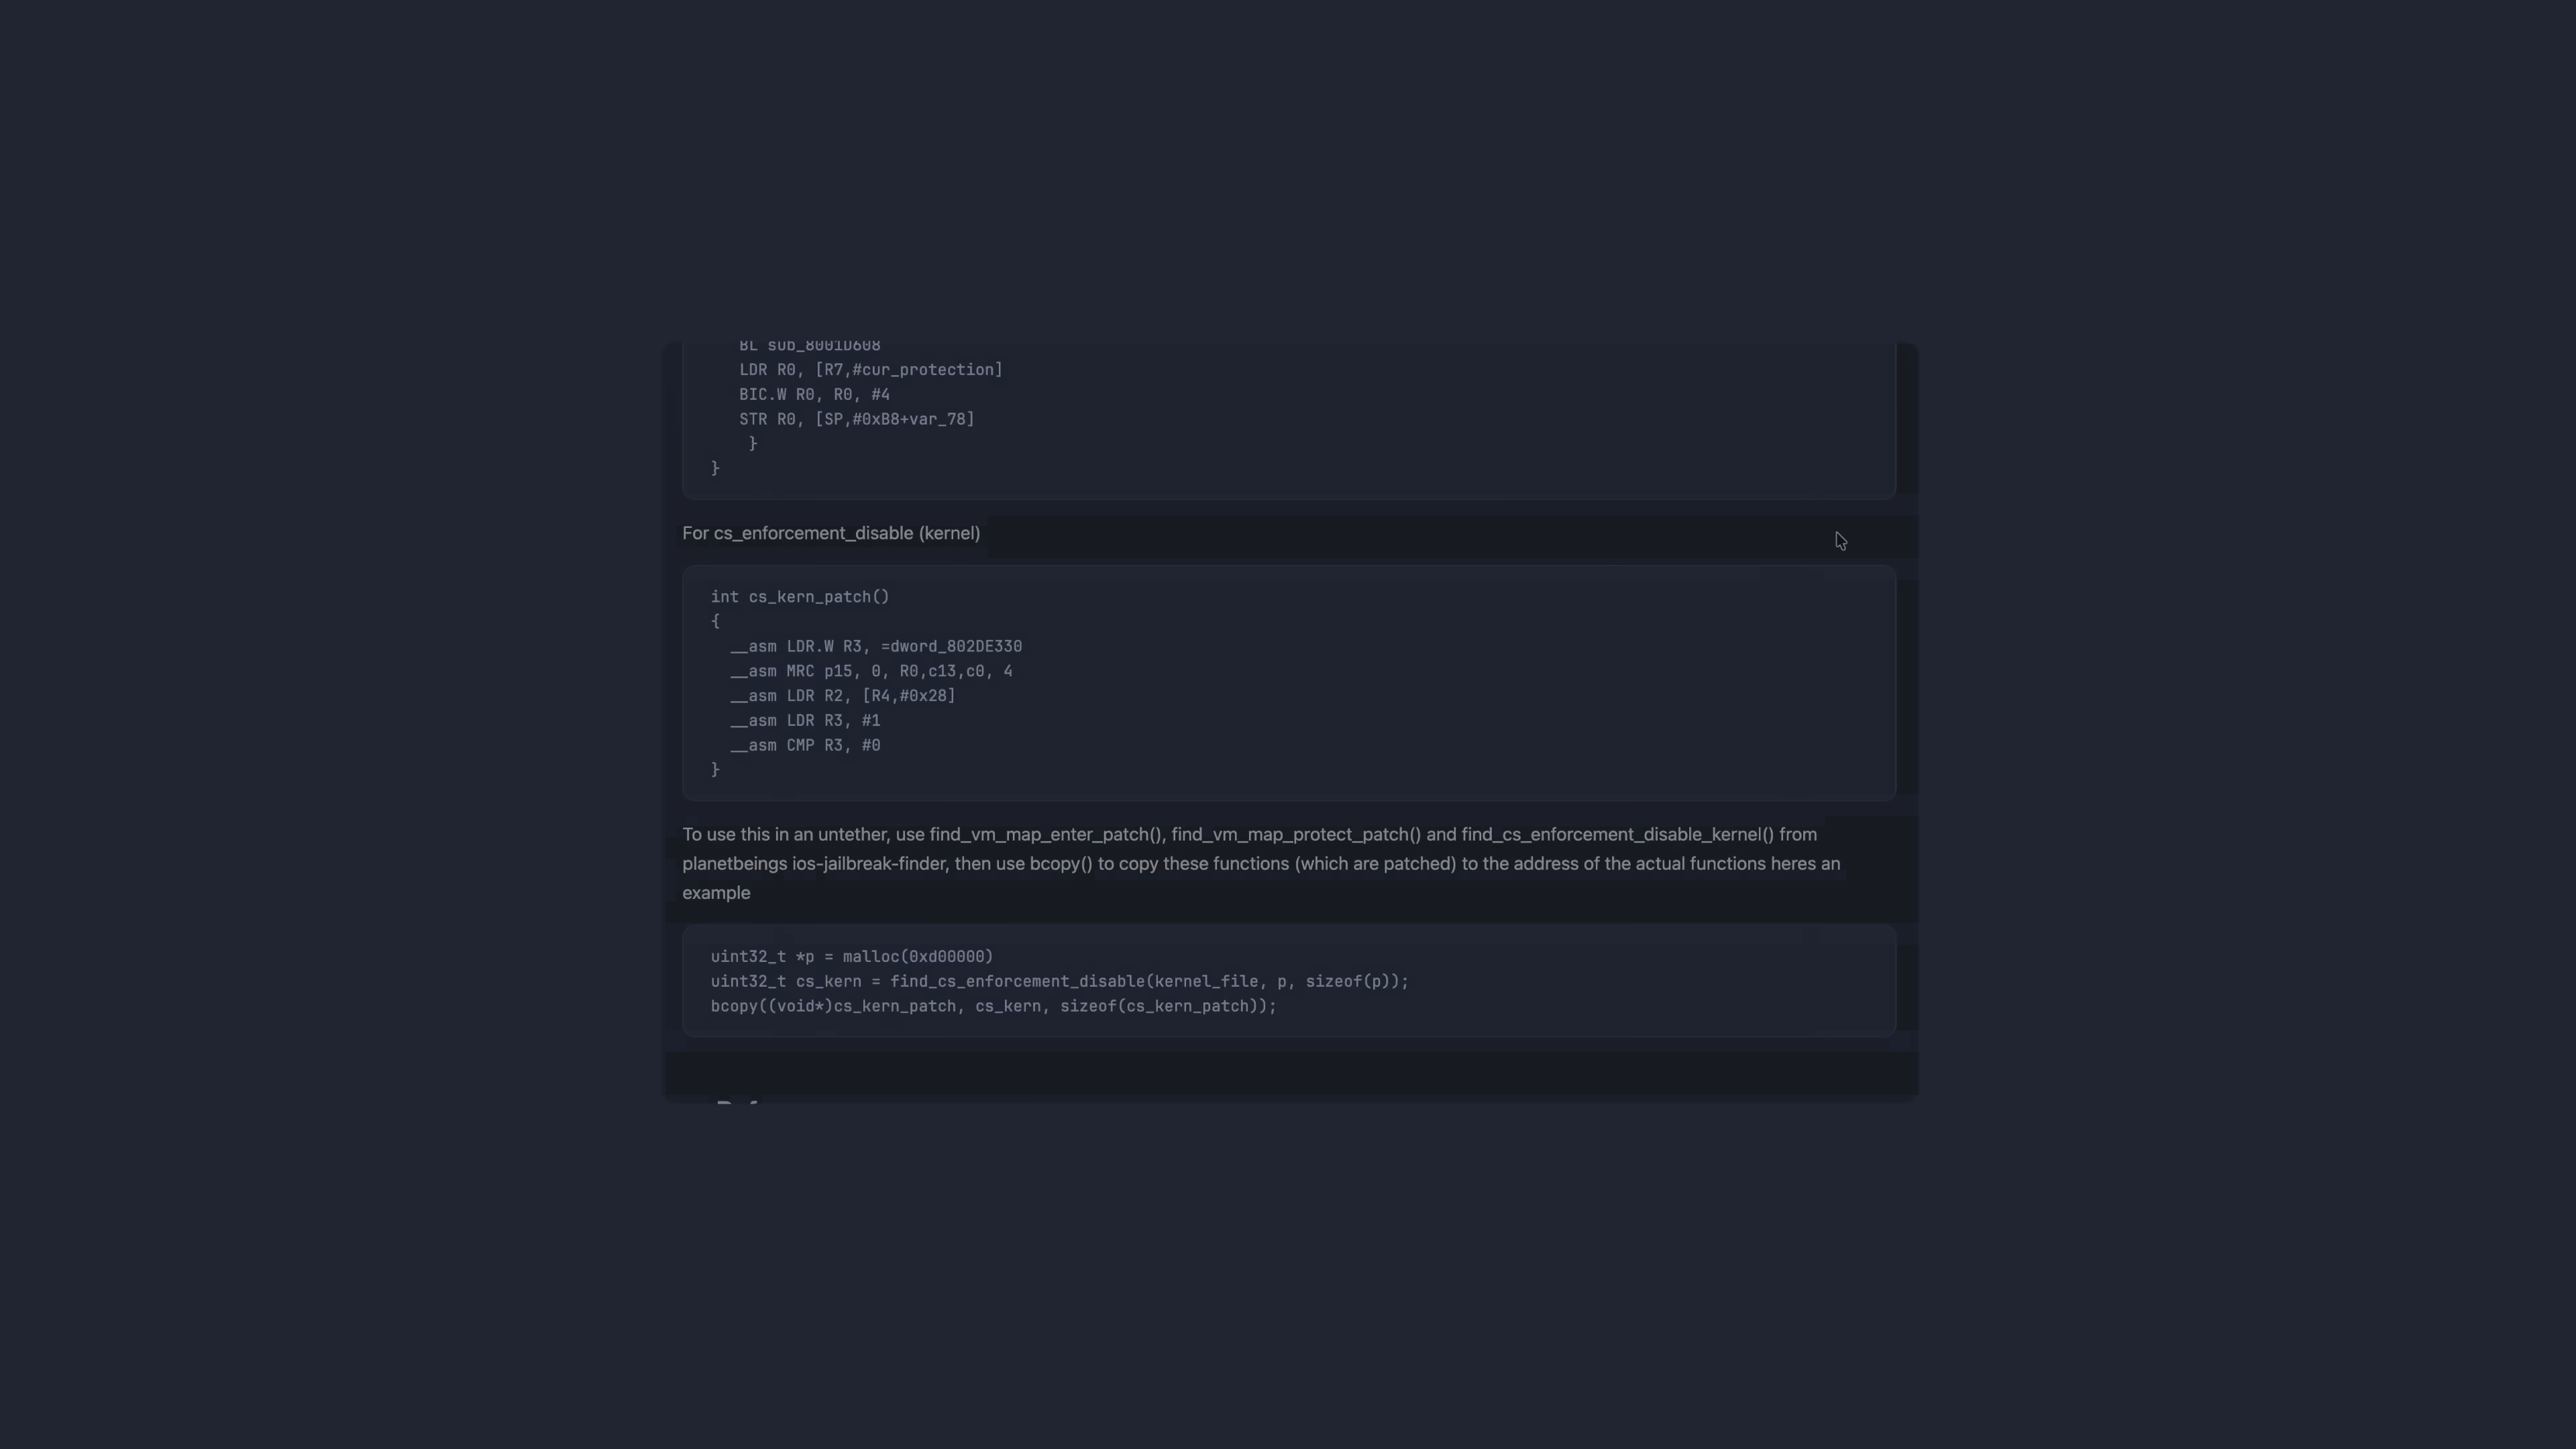 BL sub_8001D608
LDR R0, [R7,#cur_protection]
BIC.W R0, R0, #4
STR R0, [SP,#0xB8+var_78]
}
}
For cs_enforcement_disable (kernel)
int cs_kern_patch()
{
__asm LDR.W R3, =dword_802DE330
__asm MRC p15, 0, R0,c13,c0, 4
__asm LDR R2, [R4,#0x28]
__asm LDR R3, #1
__asm CMP R3, #0
}
To use this in an untether, use find_vm_map_enter_patch(), find_vm_map_protect_patch() and find_cs_enforcement_disable_kernel() from
planetbeings ios-jailbreak-finder, then use bcopy() to copy these functions (which are patched) to the address of the actual functions heres an
example
uint32_t *p = malloc(0xd00000)
uint32_t cs_kern = find_cs_enforcement_disable(kernel_file, p, sizeof(p));
bcopy((void*)cs_kern_patch, cs_kern, sizeof(cs_kern_patch));